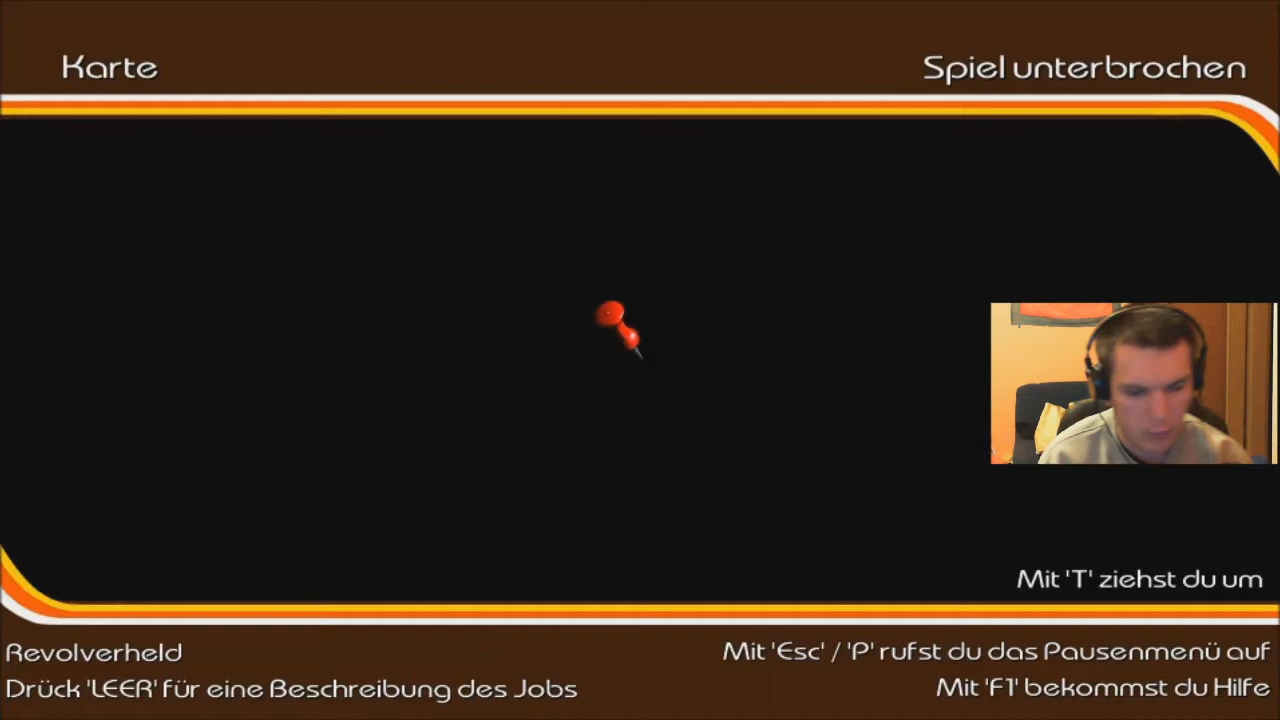 Karte
Spiel unterbrochen
Mit 'T' ziehst du um
Revolverheld
Mit 'Esc' / 'P' rufst du das Pausenmenü auf
Drück 'LEER' für eine Beschreibung des Jobs
Mit 'F1' bekommst du Hilfe